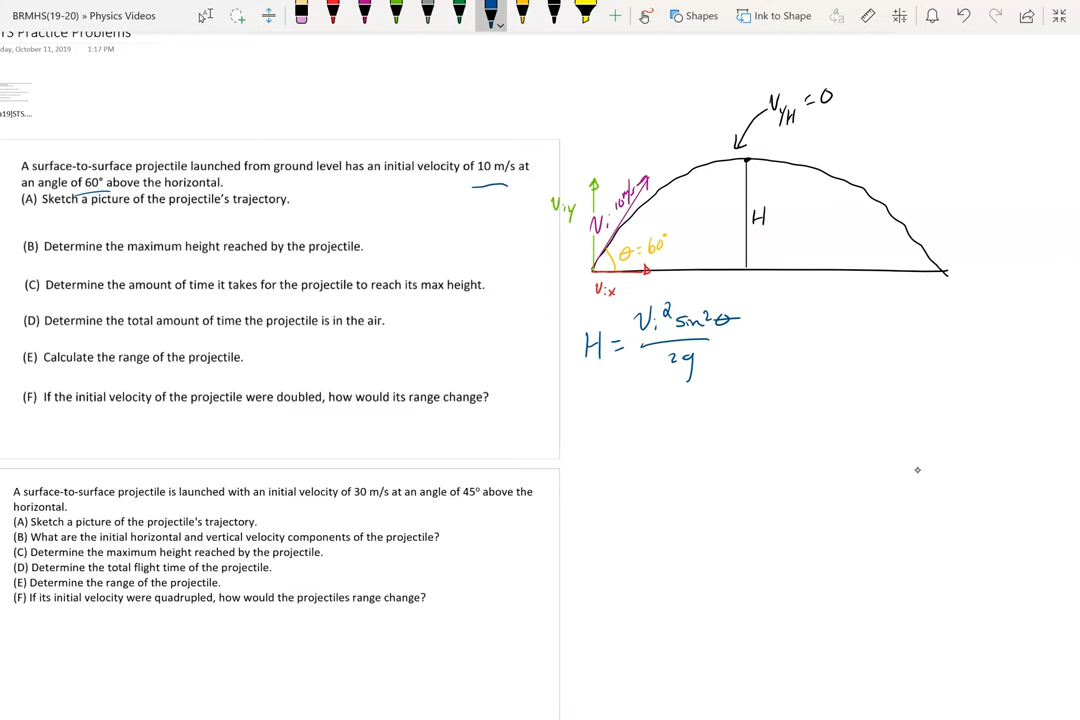 BRMHS(19-20) » Physics Videos
Shapes
Ink to Shape
TS Practice Problems
day, October 11, 2019 1:17 PM
a19JSTS....
A surface-to-surface projectile launched from ground level has an initial velocity of 10 m/s at
an angle of 60° above the horizontal.
(A) Sketch a picture of the projectile's trajectory.
(B) Determine the maximum height reached by the projectile.
(C) Determine the amount of time it takes for the projectile to reach its max height.
(D) Determine the total amount of time the projectile is in the air.
(E) Calculate the range of the projectile.
(F) If the initial velocity of the projectile were doubled, how would its range change?
VyH = 0
Viy
Vi 10 m/s
H
θ = 60°
Vix
H = Vi² sin²θ
2g
A surface-to-surface projectile is launched with an initial velocity of 30 m/s at an angle of 45° above the
horizontal.
(A) Sketch a picture of the projectile's trajectory.
(B) What are the initial horizontal and vertical velocity components of the projectile?
(C) Determine the maximum height reached by the projectile.
(D) Determine the total flight time of the projectile.
(E) Determine the range of the projectile.
(F) If its initial velocity were quadrupled, how would the projectiles range change?